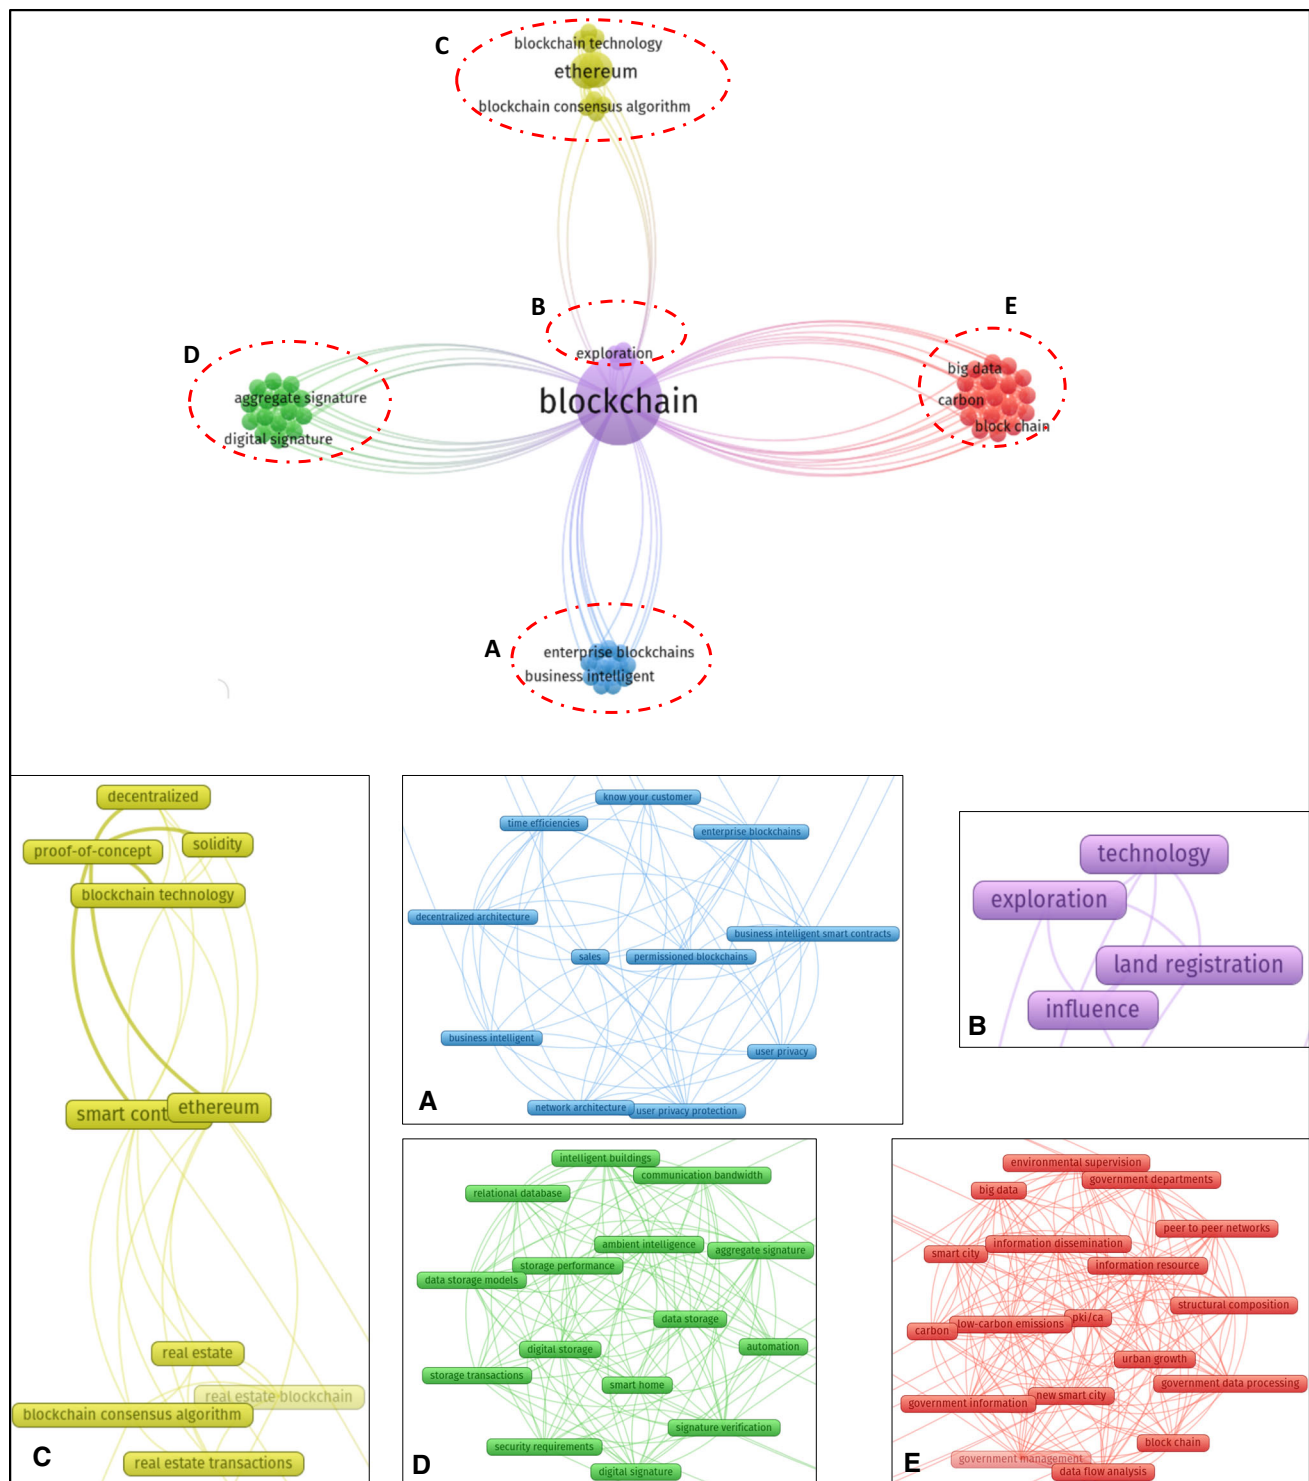 C
blockchain technology
ethereum
blockchain consensus algorithm
B
exploration
blockchain
D
aggregate signature
digital signature
E
big data
carbon
block chain
A
enterprise blockchains
business intelligent
decentralized
proof-of-concept
solidity
blockchain technology
smart cont
ethereum
real estate
real estate blockchain
blockchain consensus algorithm
real estate transactions
C
know your customer
time efficiencies
enterprise blockchains
decentralized architecture
business intelligent smart contracts
sales
permissioned blockchains
business intelligent
user privacy
network architecture
user privacy protection
A
technology
exploration
land registration
influence
B
intelligent buildings
communication bandwidth
relational database
ambient intelligence
aggregate signature
storage performance
data storage models
data storage
automation
digital storage
storage transactions
smart home
signature verification
security requirements
digital signature
D
environmental supervision
government departments
big data
peer to peer networks
information dissemination
smart city
information resource
structural composition
pki/ca
low-carbon emissions
carbon
urban growth
government data processing
new smart city
government information
block chain
government management
data flow analysis
E